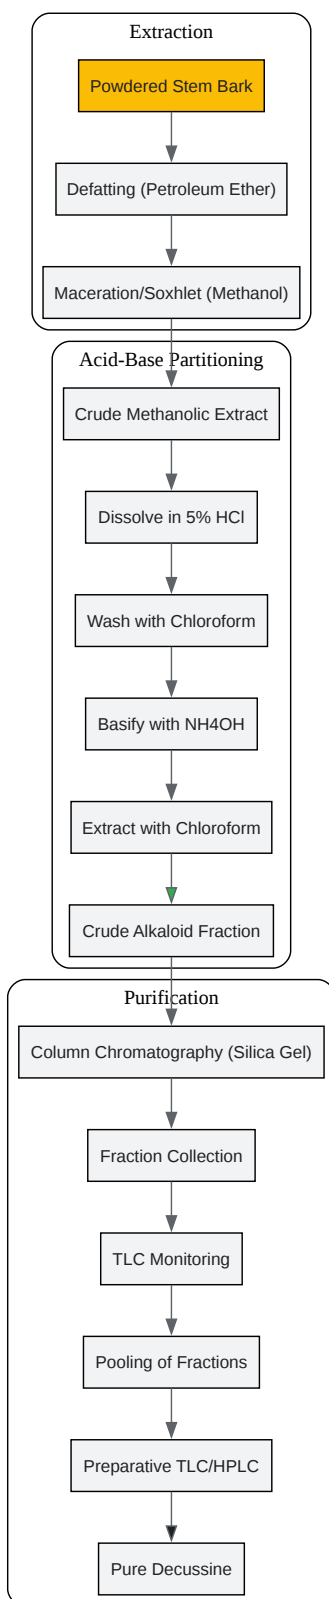 Extraction
Powdered Stem Bark
Defatting (Petroleum Ether)
Maceration/Soxhlet (Methanol)
Acid-Base Partitioning
Crude Methanolic Extract
Dissolve in 5% HCl
Wash with Chloroform
Basify with NH4OH
Extract with Chloroform
Crude Alkaloid Fraction
Purification
Column Chromatography (Silica Gel)
Fraction Collection
TLC Monitoring
Pooling of Fractions
Preparative TLC/HPLC
Pure Decussine